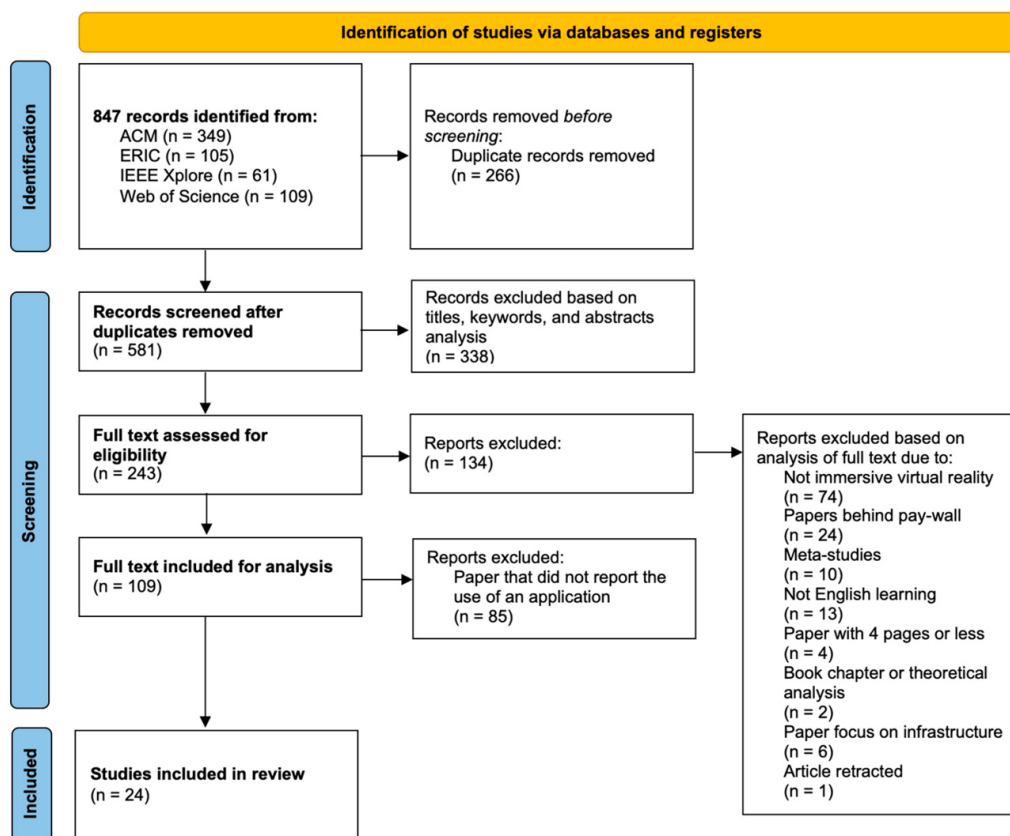 Identification of studies via databases and registers
Identification
847 records identified from:
ACM (n = 349)
ERIC (n = 105)
IEEE Xplore (n = 61)
Web of Science (n = 109)
Records removed before
screening:
Duplicate records removed
(n = 266)
Screening
Records screened after
duplicates removed
(n = 581)
Records excluded based on
titles, keywords, and abstracts
analysis
(n = 338)
Full text assessed for
eligibility
(n = 243)
Reports excluded:
(n = 134)
Reports excluded based on
analysis of full text due to:
Not immersive virtual reality
(n = 74)
Papers behind pay-wall
(n = 24)
Meta-studies
(n = 10)
Not English learning
(n = 13)
Paper with 4 pages or less
(n = 4)
Book chapter or theoretical
analysis
(n = 2)
Paper focus on infrastructure
(n = 6)
Article retracted
(n = 1)
Full text included for analysis
(n = 109)
Reports excluded:
Paper that did not report the
use of an application
(n = 85)
Included
Studies included in review
(n = 24)